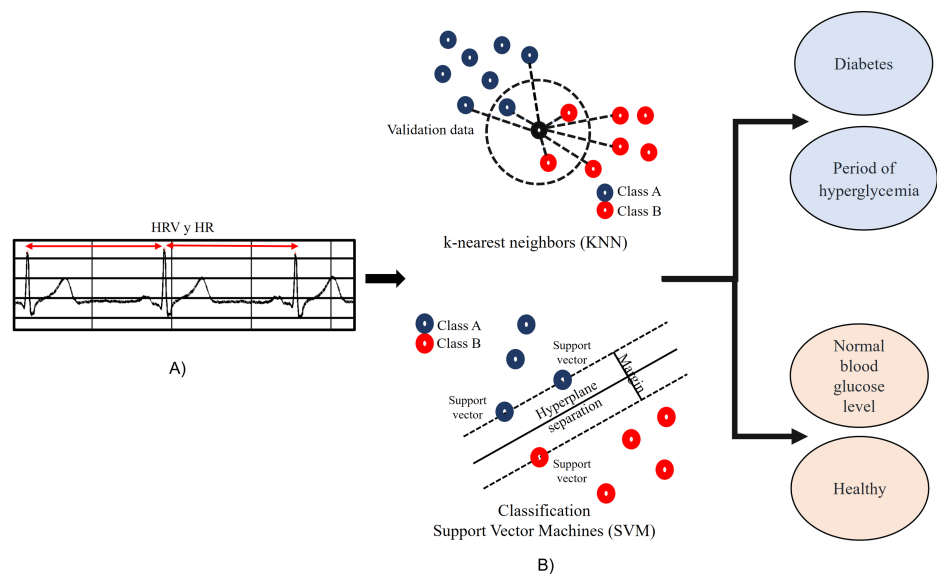 HRV y HR
A)
Validation data
Class A
Class B
k-nearest neighbors (KNN)
Class A
Class B
Support
vector
Support
vector
Margin
Hyperplane
separation
Support
vector
Classification
Support Vector Machines (SVM)
B)
Diabetes
Period of
hyperglycemia
Normal
blood
glucose
level
Healthy